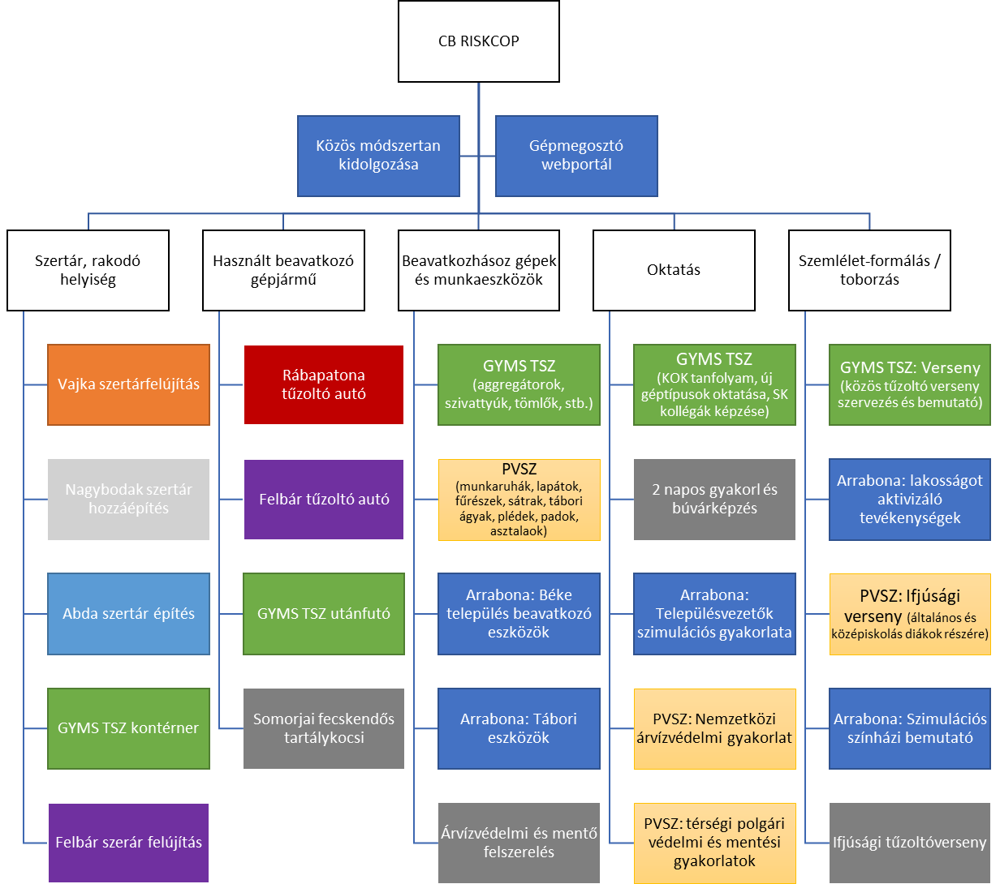 CB RISKCOP
Közös módszertan
kidolgozása
Gépmegosztó
webportál
Szertár, rakodó
helyiség
Használt beavatkozó
gépjármű
Beavatkozhásoz gépek
és munkaeszközök
Oktatás
Szemlélet-formálás /
toborzás
Vajka szertárfelújítás
Nagybodak szertár
hozzáépítés
Abda szertár építés
GYMS TSZ kontérner
Felbár szerár felújítás
Rábapatona
tűzoltó autó
Felbár tűzoltó autó
GYMS TSZ utánfutó
Somorjai fecskendős
tartálykocsi
GYMS TSZ
(aggregátorok,
szivattyúk, tömlők, stb.)
PVSZ
(munkaruhák, lapátok,
fűrészek, sátrak, tábori
ágyak, plédek, padok,
asztalaok)
Arrabona: Béke
település beavatkozó
eszközök
Arrabona: Tábori
eszközök
Árvízvédelmi és mentő
felszerelés
GYMS TSZ
(KOK tanfolyam, új
géptípusok oktatása, SK
kollégák képzése)
2 napos gyakorl és
búvárképzés
Arrabona:
Településvezetők
szimulációs gyakorlata
PVSZ: Nemzetközi
árvízvédelmi gyakorlat
PVSZ: térségi polgári
védelmi és mentési
gyakorlatok
GYMS TSZ: Verseny
(közös tűzoltó verseny
szervezés és bemutató)
Arrabona: lakosságot
aktivizáló
tevékenységek
PVSZ: Ifjúsági
verseny (általános és
középiskolás diákok részére)
Arrabona: Szimulációs
színházi bemutató
Ifjúsági tűzoltóverseny